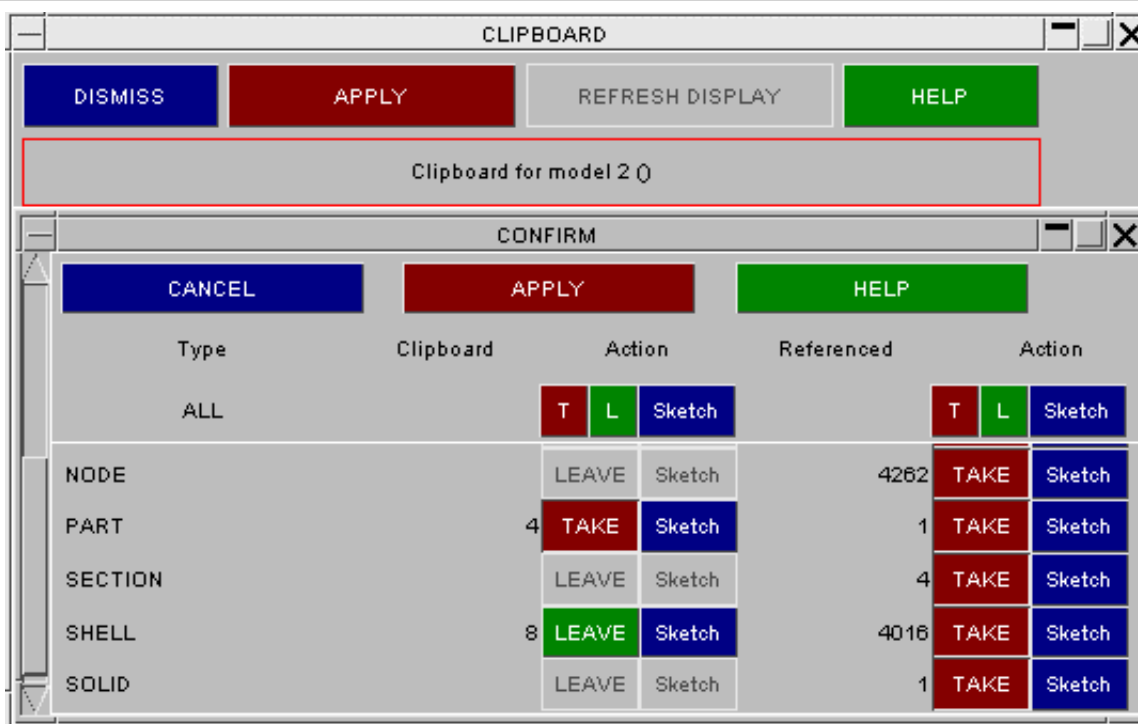 CLIPBOARD
DISMISS APPLY REFRESH DISPLAY HELP
Clipboard for model 2 ()
CONFIRM
CANCEL APPLY HELP
Type Clipboard Action Referenced Action
ALL T L Sketch T L Sketch
NODE LEAVE Sketch 4262 TAKE Sketch
PART 4 TAKE Sketch 1 TAKE Sketch
SECTION LEAVE Sketch 4 TAKE Sketch
SHELL 8 LEAVE Sketch 4016 TAKE Sketch
SOLID LEAVE Sketch 1 TAKE Sketch